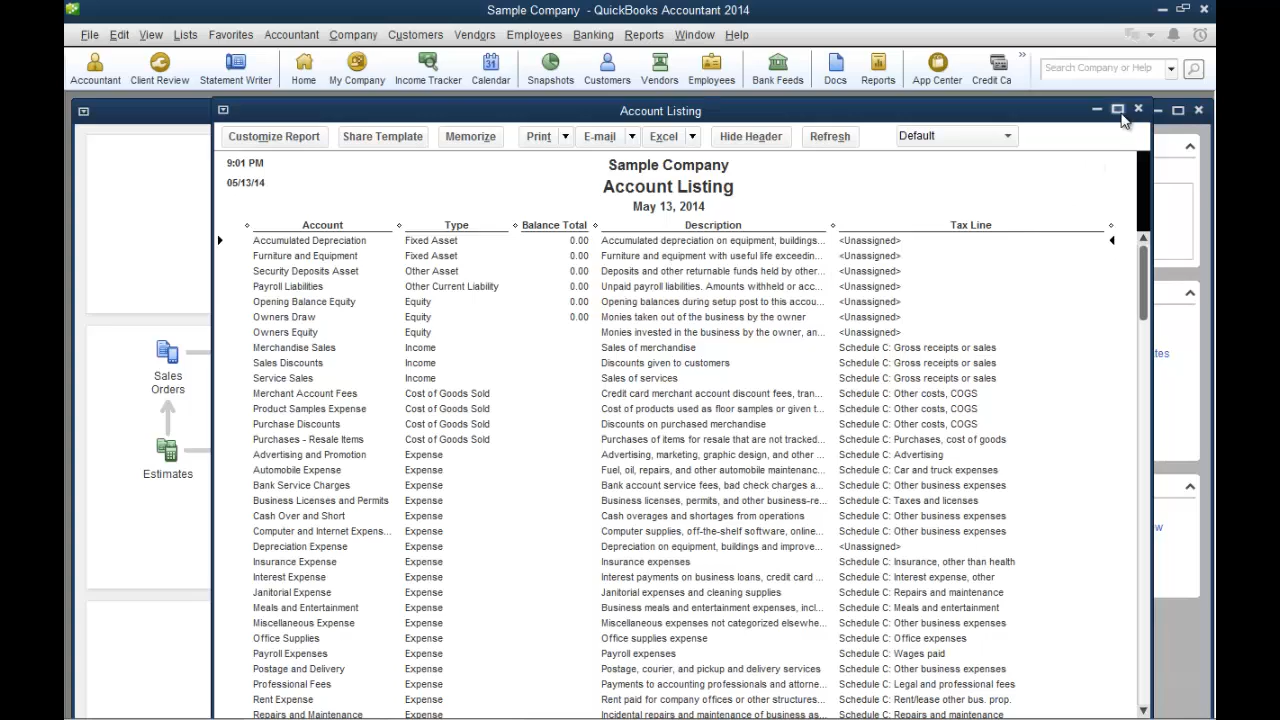 Sample Company - QuickBooks Accountant 2014
File Edit View Lists Favorites Accountant Company Customers Vendors Employees Banking Reports Window Help
Accountant Client Review Statement Writer Home My Company Income Tracker Calendar Snapshots Customers Vendors Employees Bank Feeds Docs Reports App Center Credit Ca » Search Company or Help
31
Account Listing
Customize Report Share Template Memorize Print E-mail Excel Hide Header Refresh Default
9:01 PM Sample Company
05/13/14 Account Listing
May 13, 2014
Account Type Balance Total Description Tax Line
Accumulated Depreciation Fixed Asset 0.00 Accumulated depreciation on equipment, buildings... <Unassigned>
Furniture and Equipment Fixed Asset 0.00 Furniture and equipment with useful life exceedin... <Unassigned>
Security Deposits Asset Other Asset 0.00 Deposits and other returnable funds held by other... <Unassigned>
Payroll Liabilities Other Current Liability 0.00 Unpaid payroll liabilities. Amounts withheld or acc... <Unassigned>
Opening Balance Equity Equity 0.00 Opening balances during setup post to this accou... <Unassigned>
Owners Draw Equity 0.00 Monies taken out of the business by the owner <Unassigned>
Owners Equity Equity Monies invested in the business by the owner, an... <Unassigned>
Merchandise Sales Income Sales of merchandise Schedule C: Gross receipts or sales
Sales Discounts Income Discounts given to customers Schedule C: Gross receipts or sales
Service Sales Income Sales of services Schedule C: Gross receipts or sales
Merchant Account Fees Cost of Goods Sold Credit card merchant account discount fees, tran... Schedule C: Other costs, COGS
Product Samples Expense Cost of Goods Sold Cost of products used as floor samples or given t... Schedule C: Other costs, COGS
Purchase Discounts Cost of Goods Sold Discounts on purchased merchandise Schedule C: Other costs, COGS
Purchases - Resale Items Cost of Goods Sold Purchases of items for resale that are not tracked... Schedule C: Purchases, cost of goods
Advertising and Promotion Expense Advertising, marketing, graphic design, and other ... Schedule C: Advertising
Automobile Expense Expense Fuel, oil, repairs, and other automobile maintenanc... Schedule C: Car and truck expenses
Bank Service Charges Expense Bank account service fees, bad check charges a... Schedule C: Other business expenses
Business Licenses and Permits Expense Business licenses, permits, and other business-re... Schedule C: Taxes and licenses
Cash Over and Short Expense Cash overages and shortages from operations Schedule C: Other business expenses
Computer and Internet Expens... Expense Computer supplies, off-the-shelf software, online... Schedule C: Other business expenses
Depreciation Expense Expense Depreciation on equipment, buildings and improve... <Unassigned>
Insurance Expense Expense Insurance expenses Schedule C: Insurance, other than health
Interest Expense Expense Interest payments on business loans, credit card ... Schedule C: Interest expense, other
Janitorial Expense Expense Janitorial expenses and cleaning supplies Schedule C: Repairs and maintenance
Meals and Entertainment Expense Business meals and entertainment expenses, incl... Schedule C: Meals and entertainment
Miscellaneous Expense Expense Miscellaneous expenses not categorized elsewhe... Schedule C: Other business expenses
Office Supplies Expense Office supplies expense Schedule C: Office expenses
Payroll Expenses Expense Payroll expenses Schedule C: Wages paid
Postage and Delivery Expense Postage, courier, and pickup and delivery services Schedule C: Other business expenses
Professional Fees Expense Payments to accounting professionals and attorne... Schedule C: Legal and professional fees
Rent Expense Expense Rent paid for company offices or other structures... Schedule C: Rent/lease other bus. prop.
Repairs and Maintenance Expense Incidental repairs and maintenance of business as... Schedule C: Repairs and maintenance
Sales
Orders
Estimates